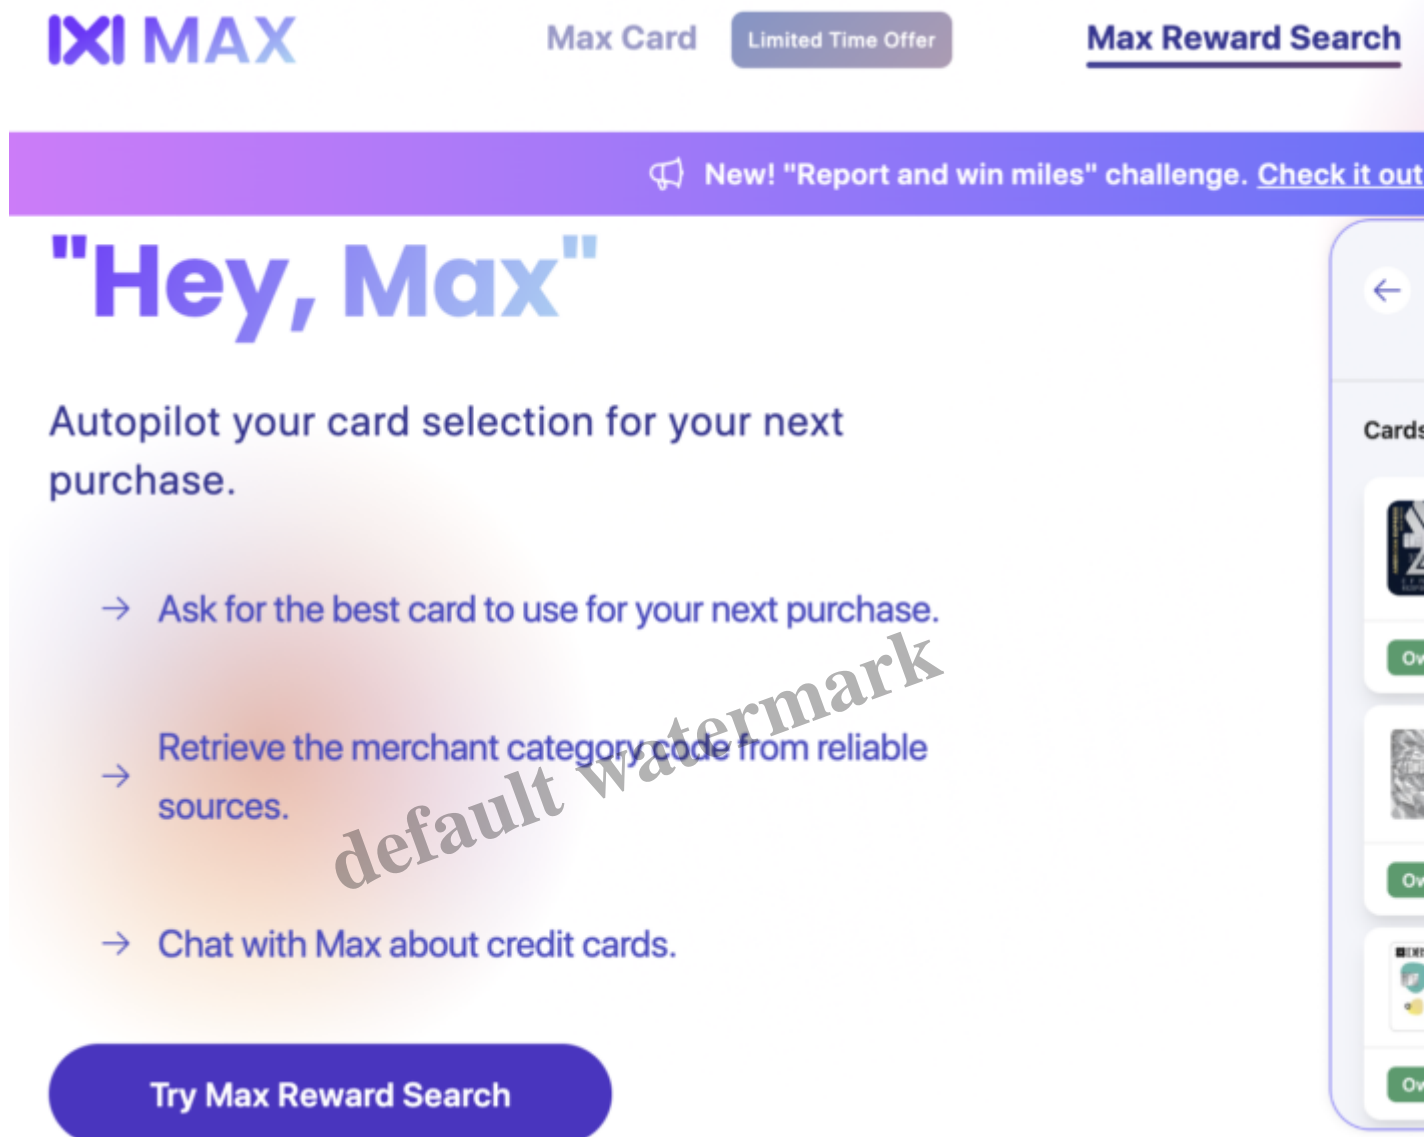 MAX
Max Card
Limited Time Offer
Max Reward Search
New! "Report and win miles" challenge. Check it out
"Hey, Max"
Autopilot your card selection for your next
purchase.
→ Ask for the best card to use for your next purchase.
→ Retrieve the merchant category code from reliable
sources.
→ Chat with Max about credit cards.
Try Max Reward Search
Cards
default watermark